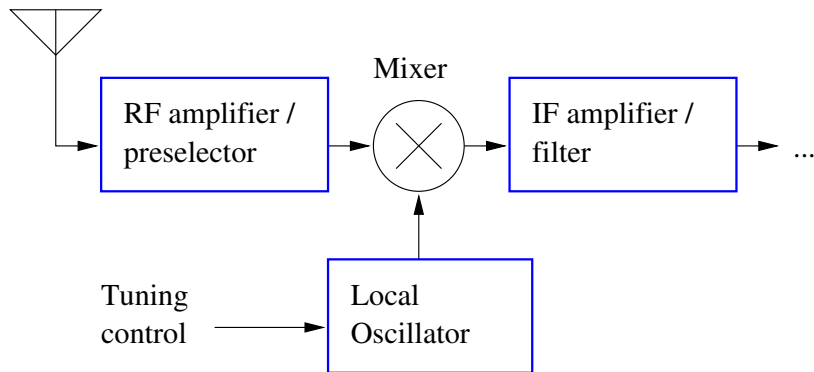 Mixer
RF amplifier /
preselector
IF amplifier /
filter
...
Tuning
control
Local
Oscillator